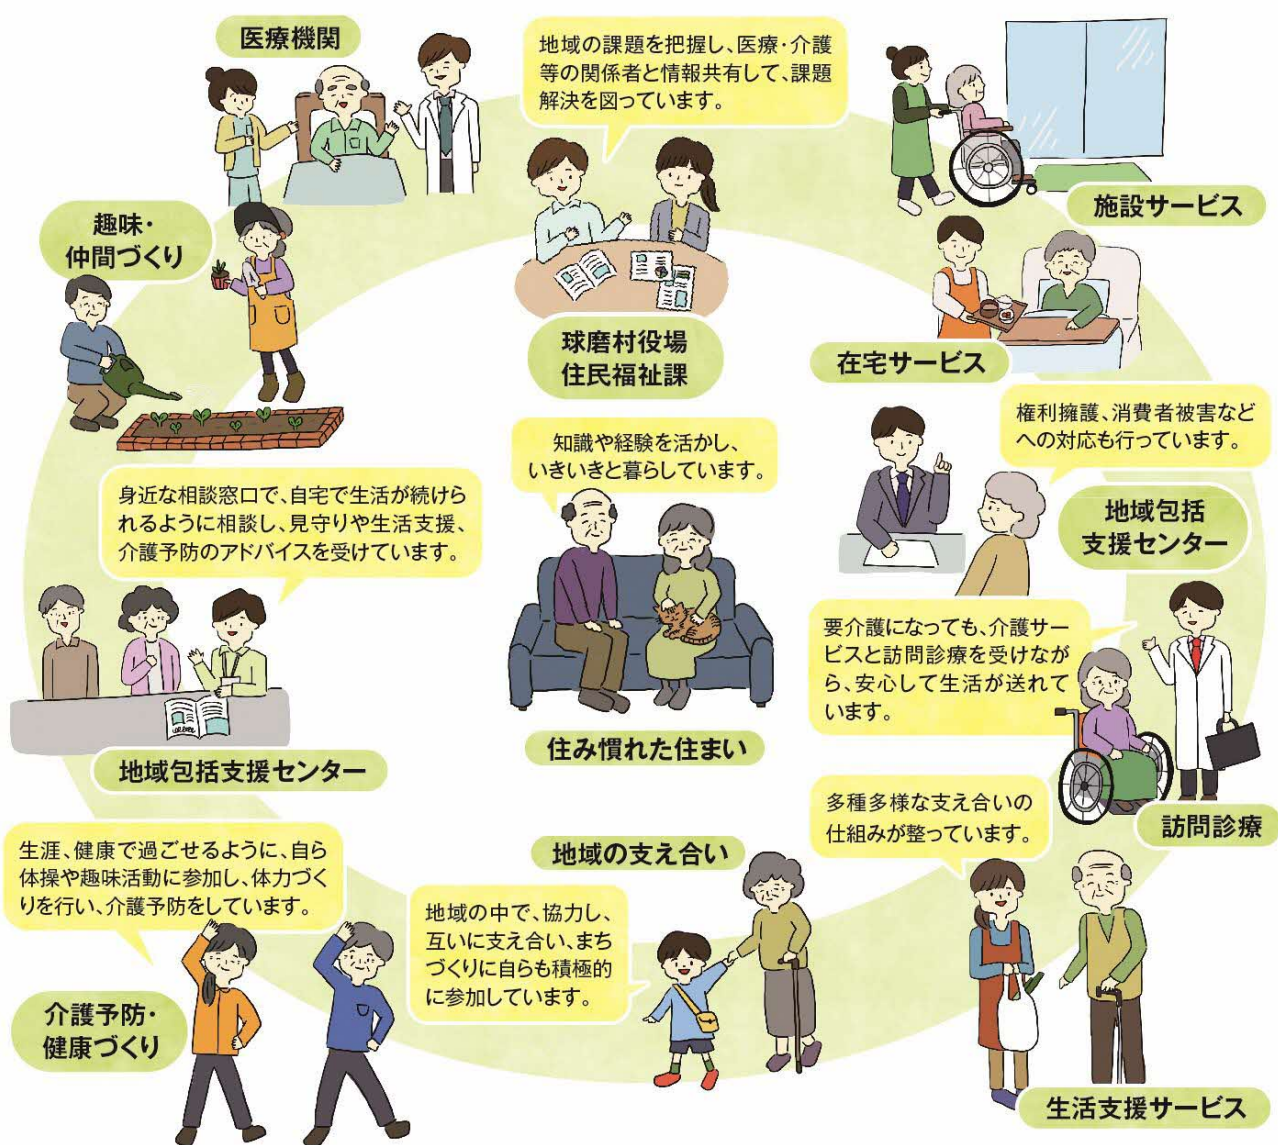 医療機関
地域の課題を把握し、医療・介護
等の関係者と情報共有して、課題
解決を図っています。
施設サービス
趣味・
仲間づくり
球磨村役場
住民福祉課
在宅サービス
権利擁護、消費者被害など
への対応も行っています。
地域包括
支援センター
知識や経験を活かし、
いきいきと暮らしています。
身近な相談窓口で、自宅で生活が続けら
れるように相談し、見守りや生活支援、
介護予防のアドバイスを受けています。
地域包括支援センター
住み慣れた住まい
要介護になっても、介護サー
ビスと訪問診療を受けなが
ら、安心して生活が送れて
います。
訪問診療
多種多様な支え合いの
仕組みが整っています。
生活支援サービス
地域の支え合い
地域の中で、協力し、
互いに支え合い、まち
づくりに自らも積極的
に参加しています。
生涯、健康で過ごせるように、自ら
体操や趣味活動に参加し、体力づく
りを行い、介護予防をしています。
介護予防・
健康づくり